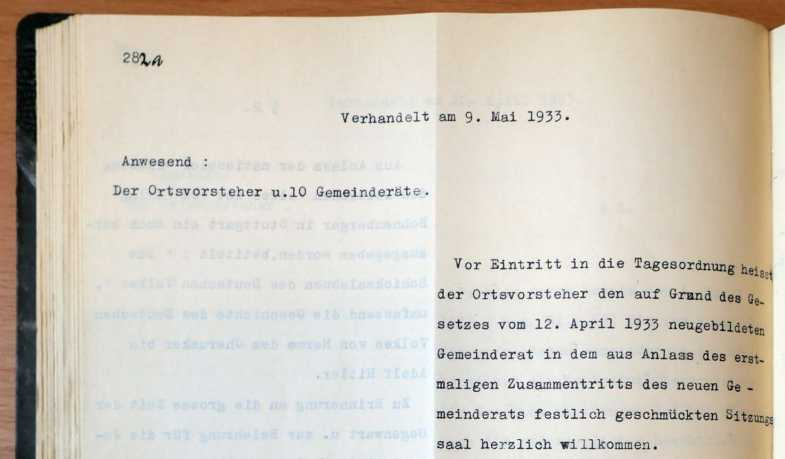 282a
Verhandelt am 9. Mai 1933.
Anwesend :
Der Ortsvorsteher u.10 Gemeinderäte.
Vor Eintritt in die Tagesordnung heisst
der Ortsvorsteher den auf Grund des Ge-
setzes vom 12. April 1933 neugebildeten
Gemeinderat in dem aus Anlass des erst-
maligen Zusammentritts des neuen Ge -
meinderats festlich geschmückten Sitzungs
saal herzlich willkommen.